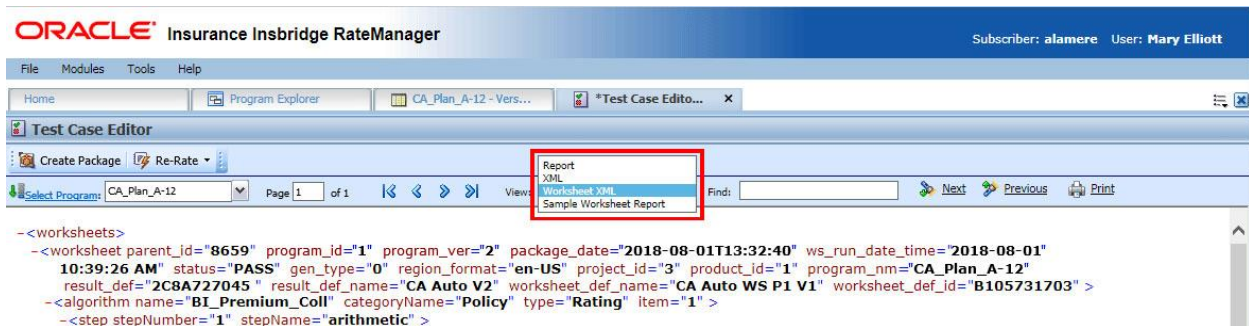 ORACLE® Insurance Insbridge RateManager
Subscriber: alamere User: Mary Elliott
File Modules Tools Help
Home Program Explorer CA_Plan_A-12 - Vers... *Test Case Edito... x
Test Case Editor
Create Package Re-Rate
Report
XML
Select Program: CA_Plan_A-12 Page 1 of 1 View: Worksheet XML Find: Next Previous Print
Sample Worksheet Report
-<worksheets>
-<worksheet parent_id="8659" program_id="1" program_ver="2" package_date="2018-08-01T13:32:40" ws_run_date_time="2018-08-01"
10:39:26 AM" status="PASS" gen_type="0" region_format="en-US" project_id="3" product_id="1" program_nm="CA_Plan_A-12"
result_def="2C8A727045 " result_def_name="CA Auto V2" worksheet_def_name="CA Auto WS P1 V1" worksheet_def_id="B105731703" >
-<algorithm name="BI_Premium_Coll" categoryName="Policy" type="Rating" item="1" >
-<step stepNumber="1" stepName="arithmetic" >